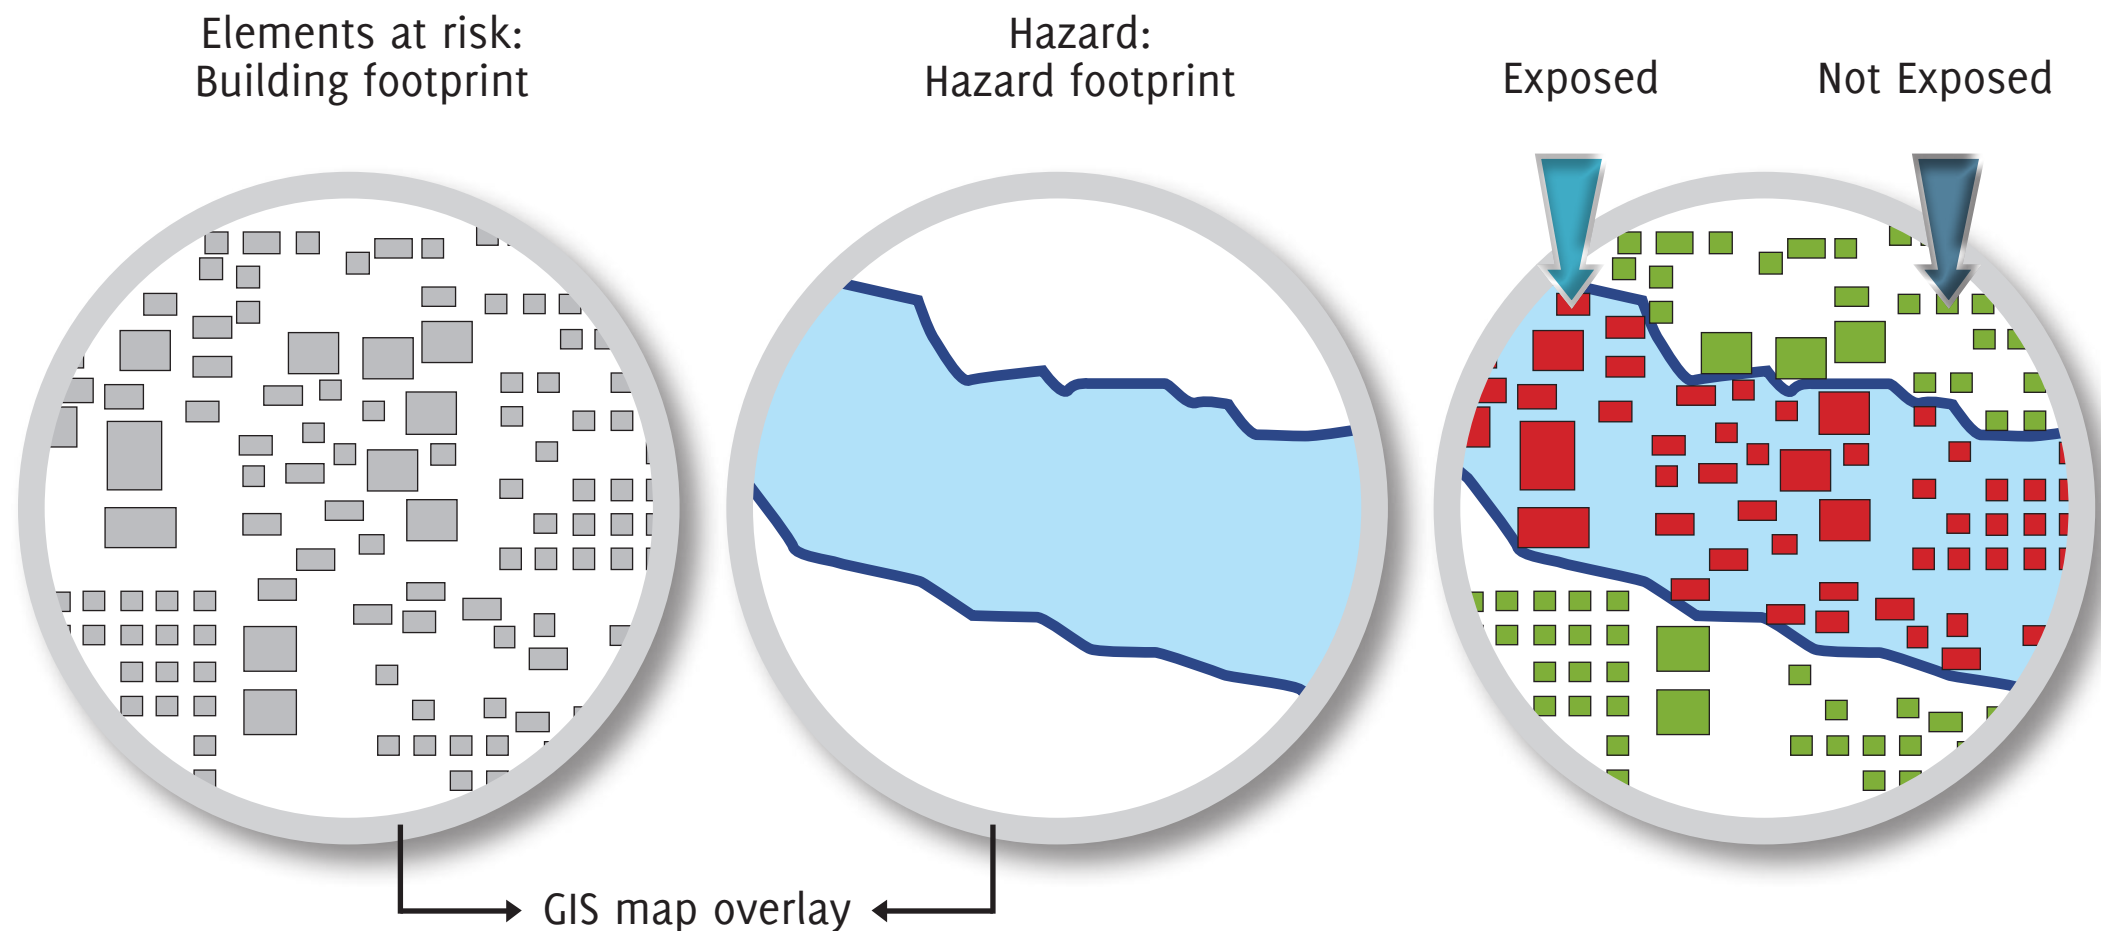 Elements at risk:
Building footprint
Hazard:
Hazard footprint
Exposed
Not Exposed
GIS map overlay